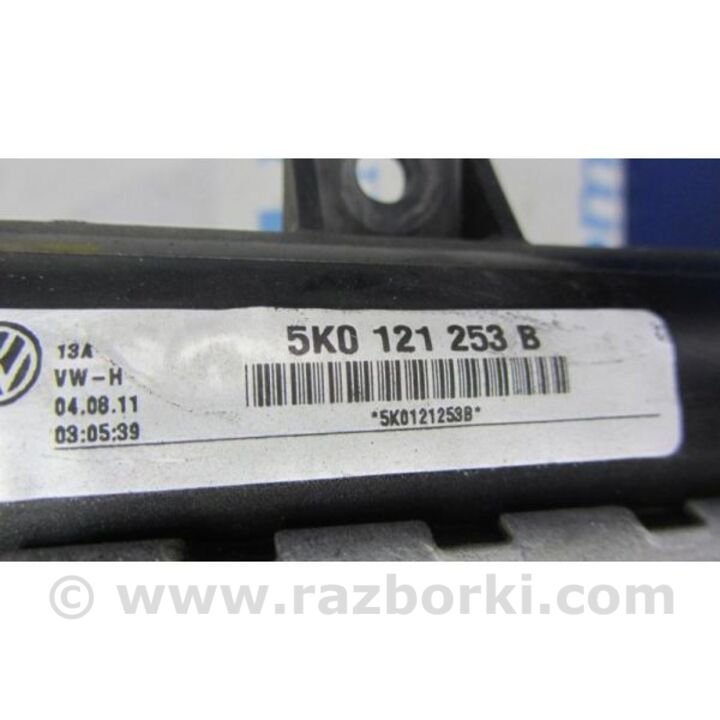 5K0 121 253 B
13A
VW-H
04.08.11
03:05:39
*5K0121253B*
© www.razborki.com